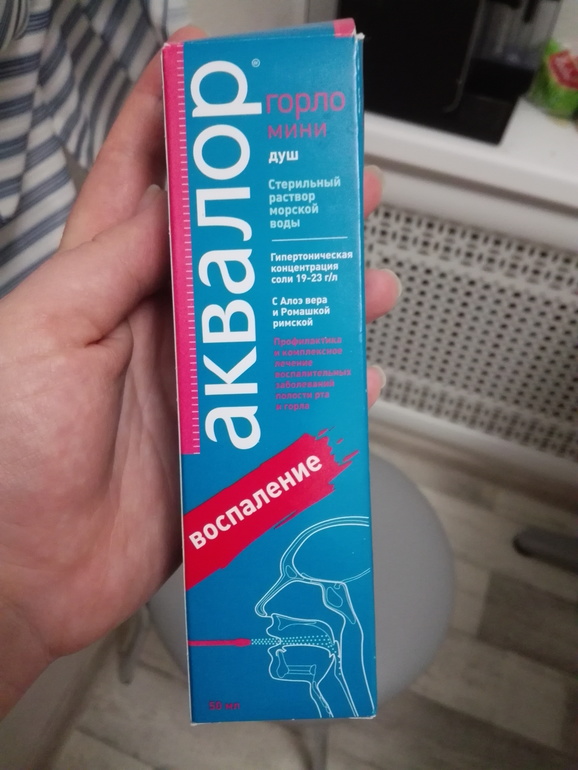 аквалор®
горло
мини
душ
Стерильный
раствор
морской
воды
Гипертоническая
концентрация
соли 19-23 г/л
С Алоэ вера
и Ромашкой
римской
Профилактика
и комплексное
лечение
воспалительных
заболеваний
полости рта
и горла
воспаление
50 мл